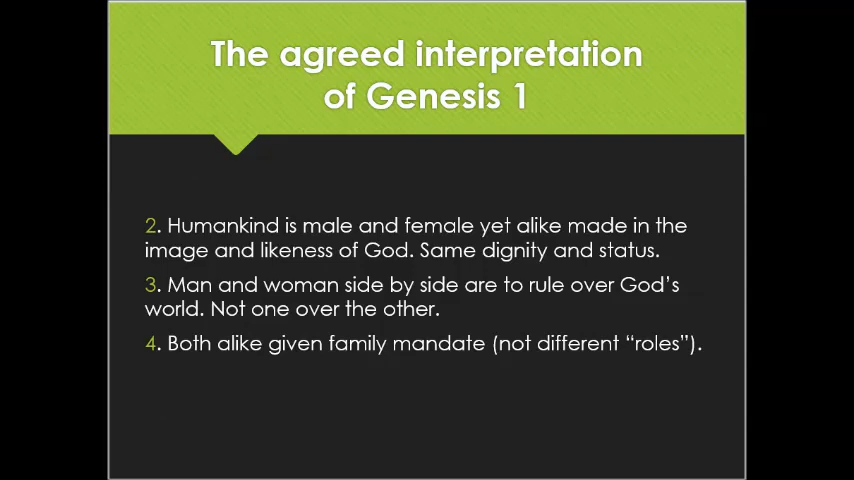 The agreed interpretation
of Genesis 1
2. Humankind is male and female yet alike made in the
image and likeness of God. Same dignity and status.
3. Man and woman side by side are to rule over God’s
world. Not one over the other.
4. Both alike given family mandate (not different “roles”).